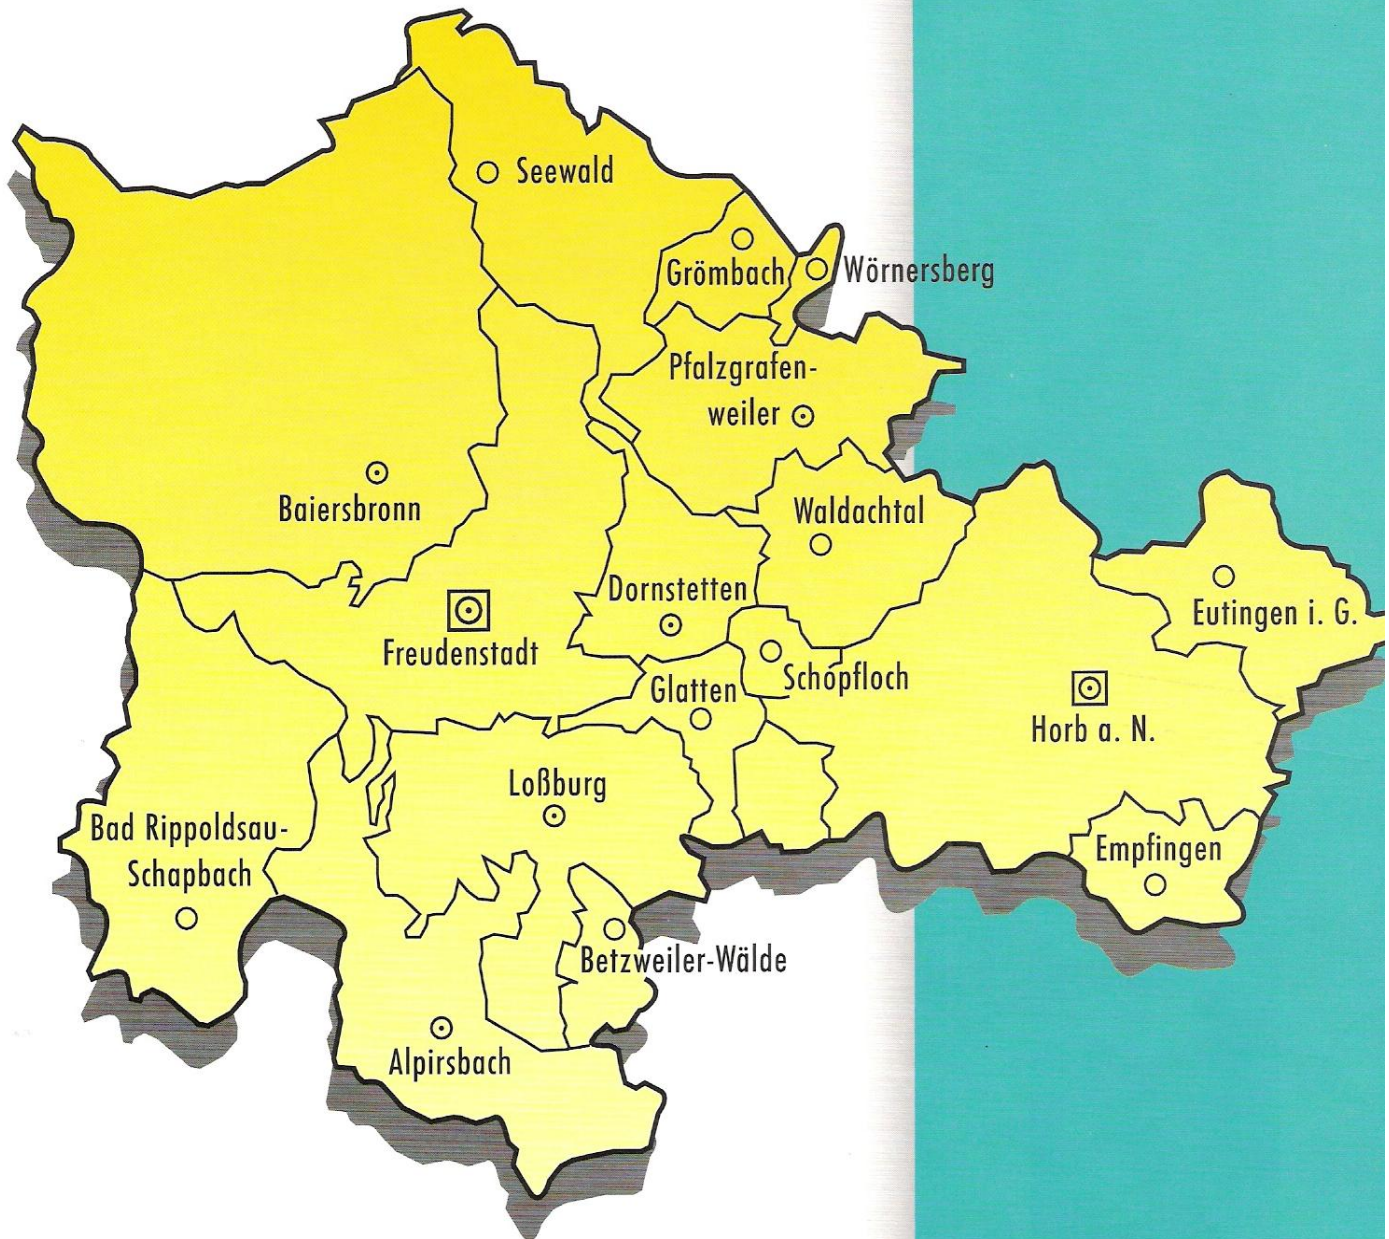 Seewald
Grömbach
Wörnersberg
Pfalzgrafen-
weiler
Baiersbronn
Waldachtal
Dornstetten
Eutingen i. G.
Freudenstadt
Glatten
Schopfloch
Horb a. N.
Loßburg
Bad Rippoldsau-
Schapbach
Empfingen
Betzweiler-Wälde
Alpirsbach